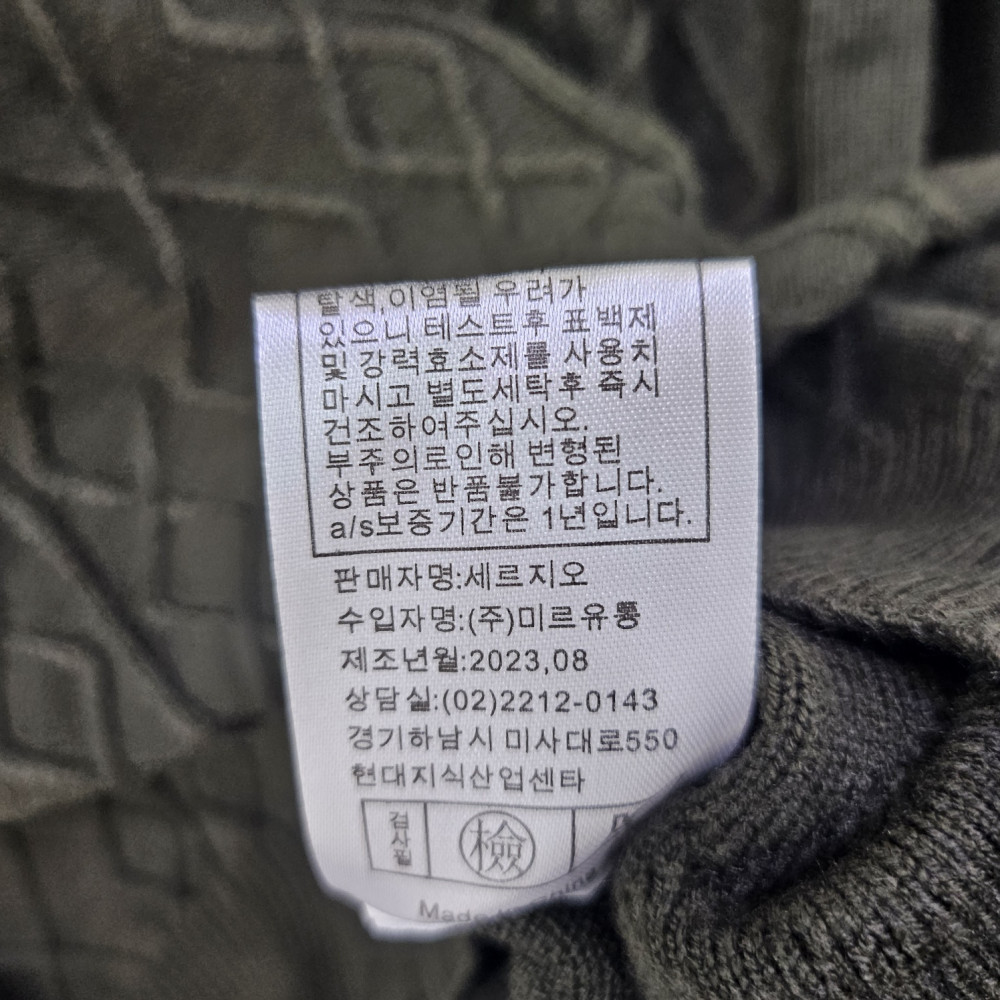 탈색,이염될 우려가
있으니 테스트후 표백제
및 강력효소제를 사용치
마시고 별도세탁후 즉시
건조하여주십시오.
부주의로인해 변형된
상품은 반품불가합니다.
a/s보증기간은 1년입니다.
판매자명:세르지오
수입자명:(주)미르유통
제조년월:2023,08
상담실:(02)2212-0143
경기하남시 미사대로550
현대지식산업센타
검사필
檢
Made